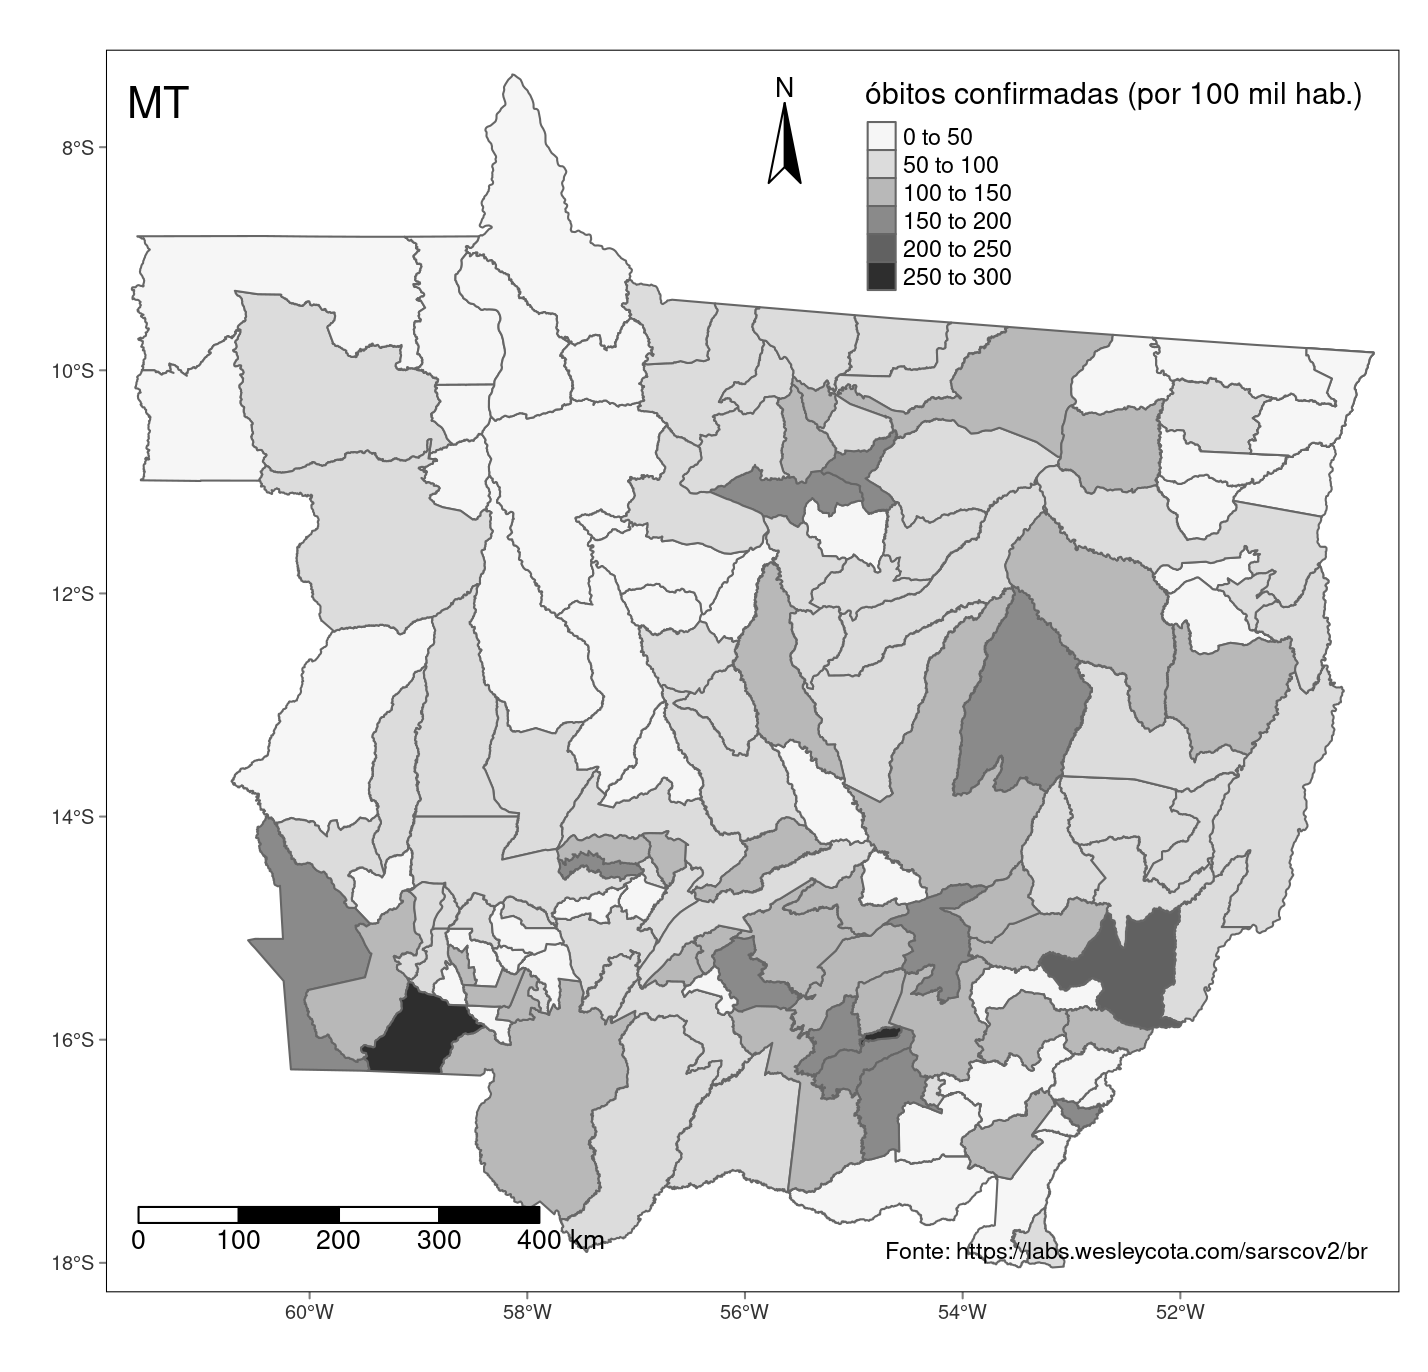 MT
N
óbitos confirmadas (por 100 mil hab.)
0 to 50
50 to 100
100 to 150
150 to 200
200 to 250
250 to 300
8°S
10°S
12°S
14°S
16°S
18°S
0 100 200 300 400 km
Fonte: https://labs.wesleycota.com/sarscov2/br
60°W 58°W 56°W 54°W 52°W